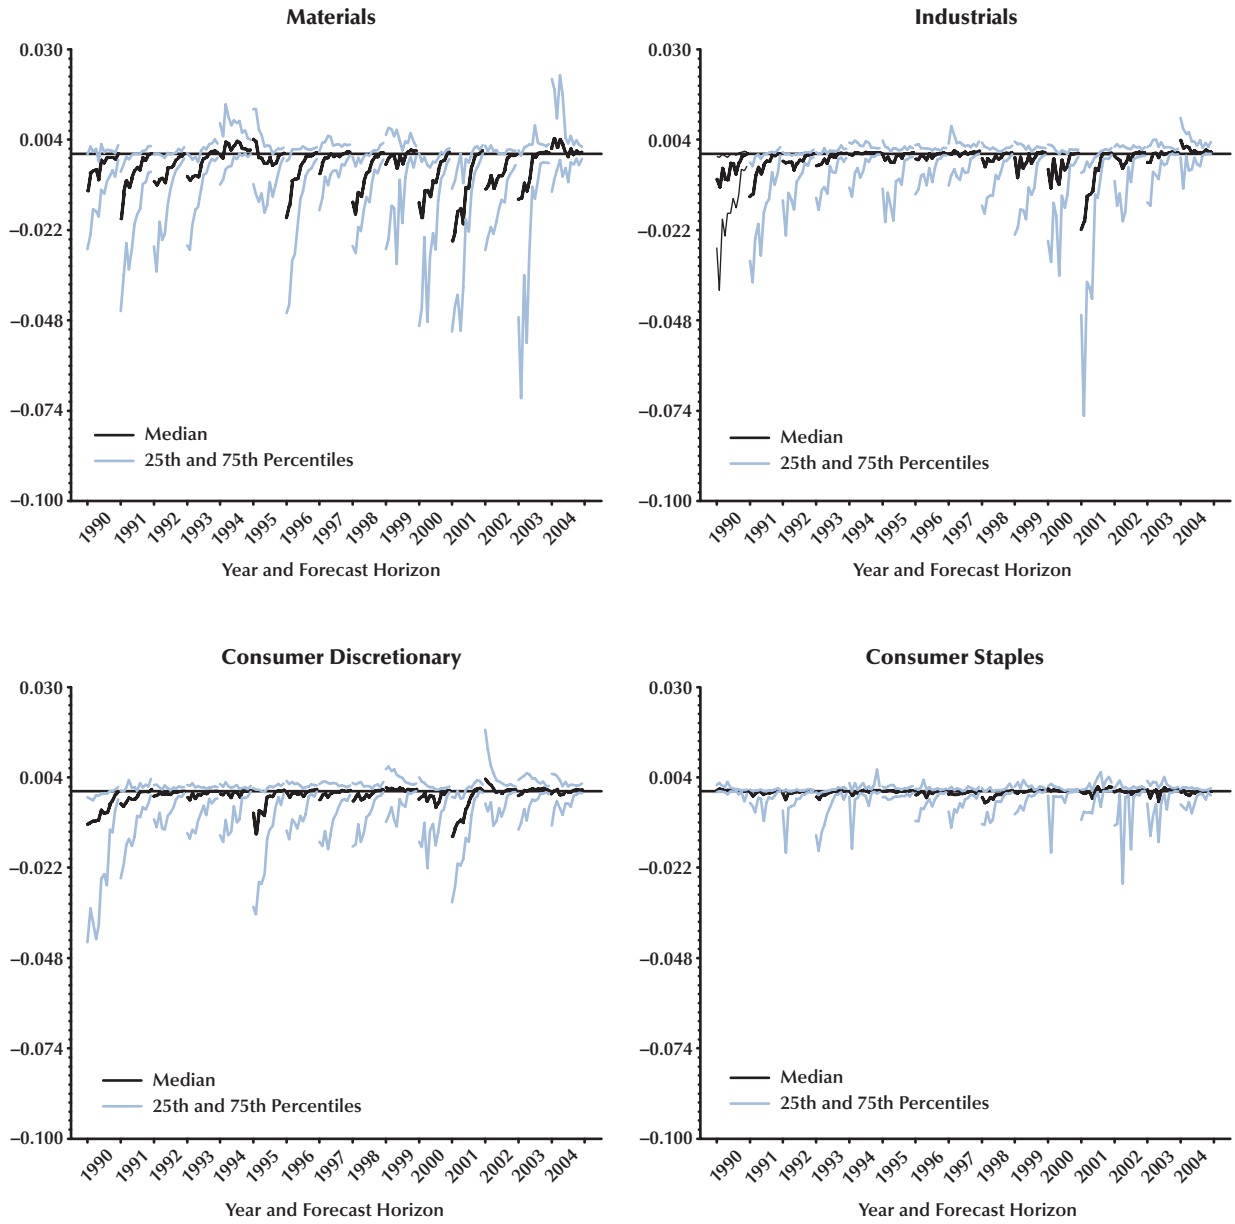 Materials
0.030
0.004
–0.022
–0.048
–0.074
–0.100
Median
25th and 75th Percentiles
1990 1991 1992 1993 1994 1995 1996 1997 1998 1999 2000 2001 2002 2003 2004
Year and Forecast Horizon
Industrials
0.030
0.004
–0.022
–0.048
–0.074
–0.100
Median
25th and 75th Percentiles
1990 1991 1992 1993 1994 1995 1996 1997 1998 1999 2000 2001 2002 2003 2004
Year and Forecast Horizon
Consumer Discretionary
0.030
0.004
–0.022
–0.048
–0.074
–0.100
Median
25th and 75th Percentiles
1990 1991 1992 1993 1994 1995 1996 1997 1998 1999 2000 2001 2002 2003 2004
Year and Forecast Horizon
Consumer Staples
0.030
0.004
–0.022
–0.048
–0.074
–0.100
Median
25th and 75th Percentiles
1990 1991 1992 1993 1994 1995 1996 1997 1998 1999 2000 2001 2002 2003 2004
Year and Forecast Horizon